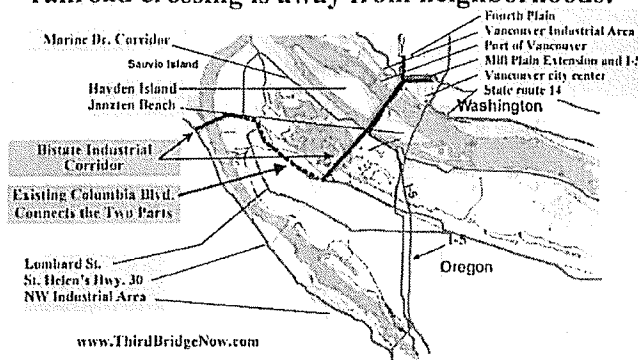 railroad crossing is away from neighborhoods.
Fourth Plain
Vancouver Industrial Area
Port of Vancouver
Mill Plain Extension and I-5
Vancouver city center
State route 14
Washington
Marine Dr. Corridor
Sauvie Island
Hayden Island
Janzten Beach
Bistate Industrial
Corridor
Existing Columbia Blvd.
Connects the Two Parts
I-5
Oregon
Lombard St.
St. Helen's Hwy. 30
NW Industrial Area
www.ThirdBridgeNow.com